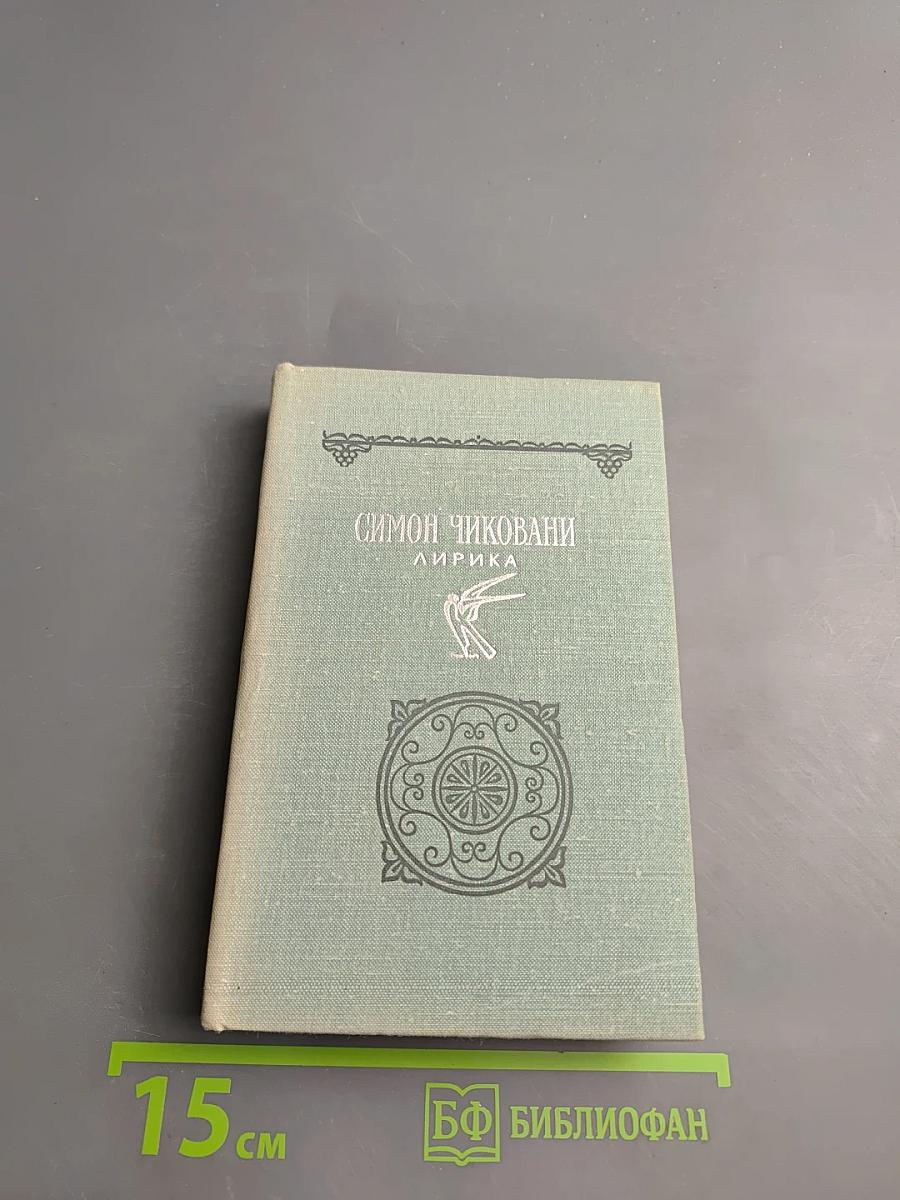 СИМОН ЧИКОВАНИ
ЛИРИКА
15 см
БФ БИБЛИОФАН